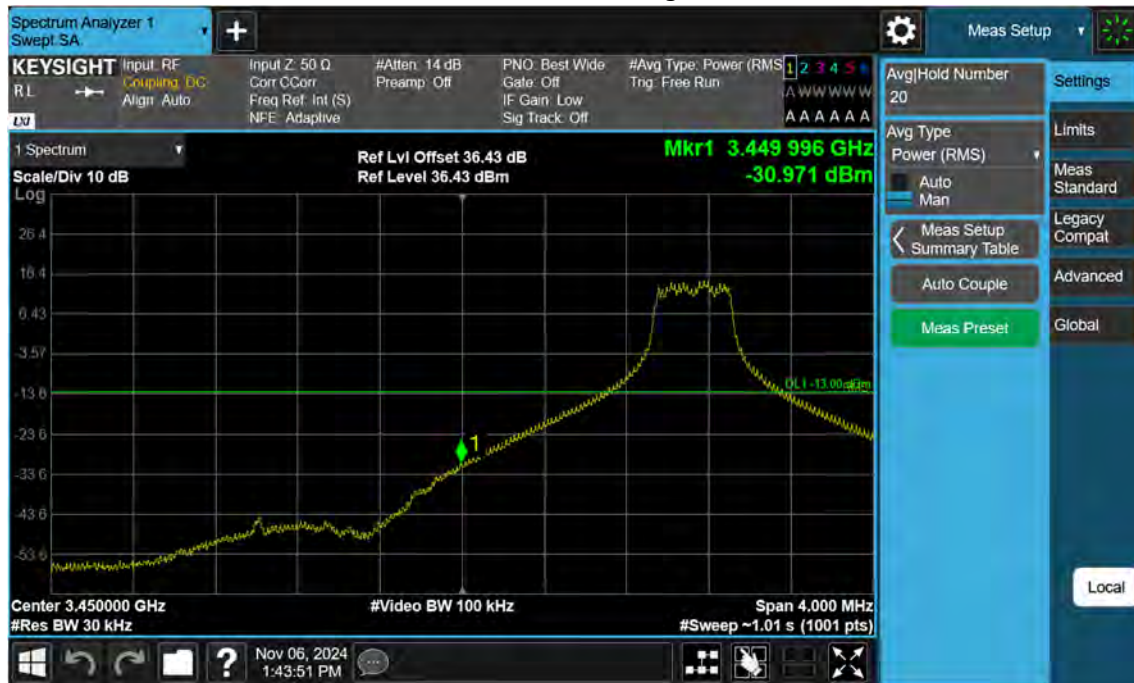 Spectrum Analyzer 1
Swept SA
+
Meas Setup
KEYSIGHT
RL
LXI
Input: RF
Coupling: DC
Align: Auto
Input Z: 50 Ω
Corr CCorr
Freq Ref: Int (S)
NFE: Adaptive
#Atten: 14 dB
Preamp: Off
PNO: Best Wide
Gate: Off
IF Gain: Low
Sig Track: Off
#Avg Type: Power (RMS)
Trig: Free Run
1 2 3 4 5 6
A W W W W W
A A A A A A
1 Spectrum
Scale/Div 10 dB
Log
Ref Lvl Offset 36.43 dB
Ref Level 36.43 dBm
Mkr1 3.449 996 GHz
-30.971 dBm
26.4
16.4
6.43
-3.57
-13.6
-23.6
-33.6
-43.6
-53.6
DL1 -13.00 dBm
1
Center 3.450000 GHz
#Res BW 30 kHz
#Video BW 100 kHz
Span 4.000 MHz
#Sweep ~1.01 s (1001 pts)
?
Nov 06, 2024
1:43:51 PM
Avg|Hold Number
20
Avg Type
Power (RMS)
Auto
Man
Meas Setup
Summary Table
Auto Couple
Meas Preset
Settings
Limits
Meas
Standard
Legacy
Compat
Advanced
Global
Local